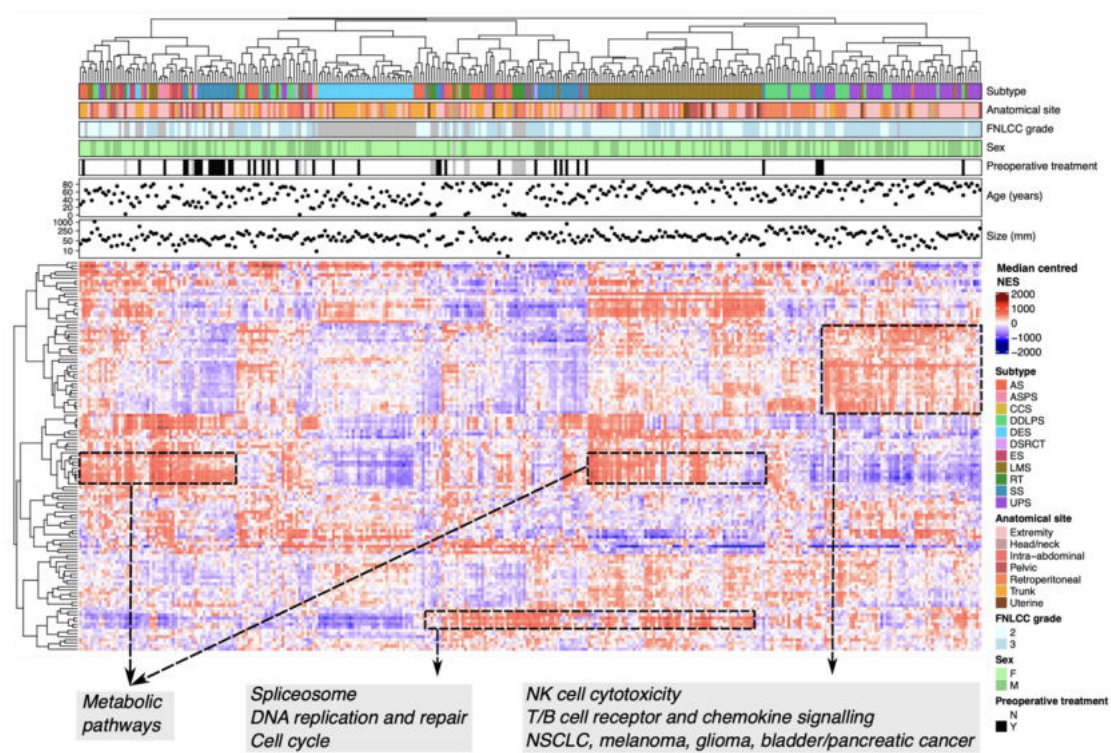 Subtype
Anatomical site
FNLCC grade
Sex
Preoperative treatment
80
60
40
20
0
Age (years)
1000
250
50
10
Size (mm)
Median centred
NES
2000
1000
0
−1000
−2000
Subtype
AS
ASPS
CCS
DDLPS
DES
DSRCT
ES
LMS
RT
SS
UPS
Anatomical site
Extremity
Head/neck
Intra−abdominal
Pelvic
Retroperitoneal
Trunk
Uterine
FNLCC grade
2
3
Sex
F
M
Preoperative treatment
N
Y
Metabolic
pathways
Spliceosome
DNA replication and repair
Cell cycle
NK cell cytotoxicity
T/B cell receptor and chemokine signalling
NSCLC, melanoma, glioma, bladder/pancreatic cancer